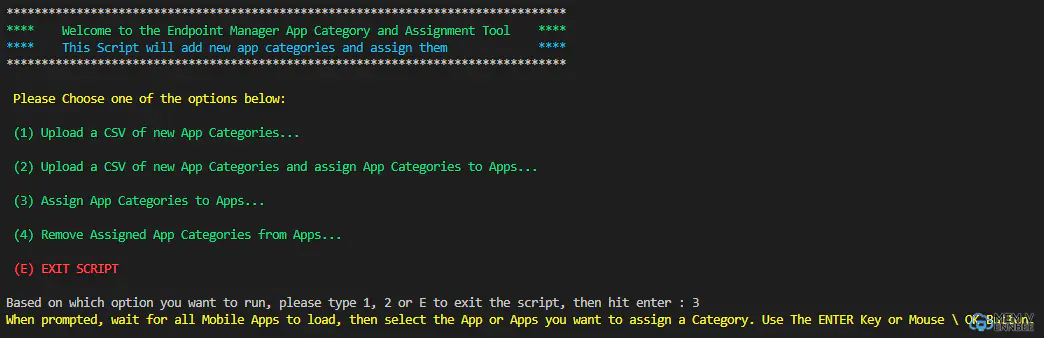 *****************************************************************************
****    Welcome to the Endpoint Manager App Category and Assignment Tool    ****
****    This Script will add new app categories and assign them             ****
*****************************************************************************
Please Choose one of the options below:
(1) Upload a CSV of new App Categories...
(2) Upload a CSV of new App Categories and assign App Categories to Apps...
(3) Assign App Categories to Apps...
(4) Remove Assigned App Categories from Apps...
(E) EXIT SCRIPT
Based on which option you want to run, please type 1, 2 or E to exit the script, then hit enter : 3
When prompted, wait for all Mobile Apps to load, then select the App or Apps you want to assign a Category. Use The ENTER Key or Mouse \ OK Button.